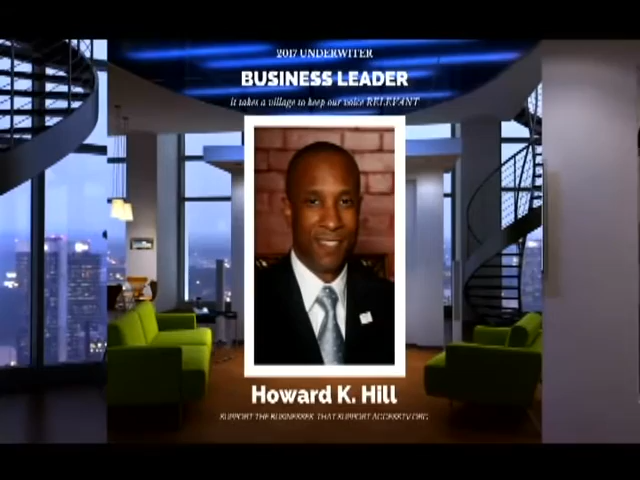 2017 UNDERWITER
BUSINESS LEADER
it takes a village to keep our voice RELEVANT
Howard K. Hill
SUPPORT THE BUSINESSES THAT SUPPORT ACCESSTV.ORG